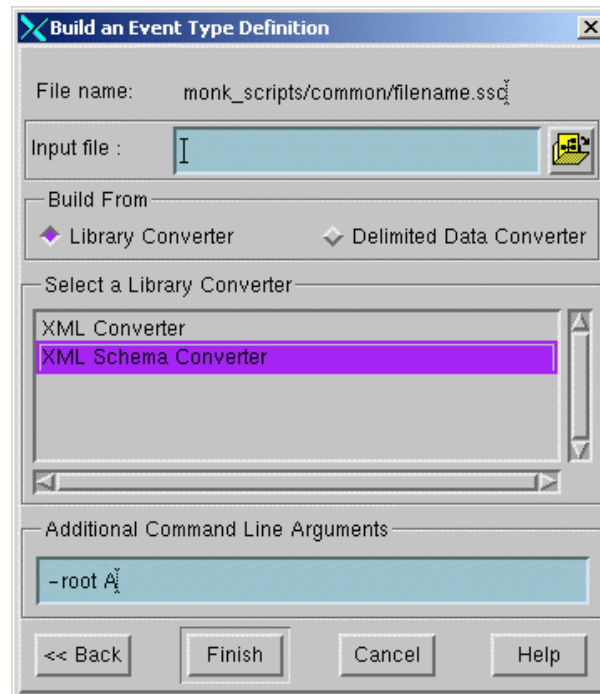 Build an Event Type Definition
File name: monk_scripts/common/filename.ssc
Input file :
Build From
Library Converter Delimited Data Converter
Select a Library Converter
XML Converter
XML Schema Converter
Additional Command Line Arguments
-root A
<< Back Finish Cancel Help